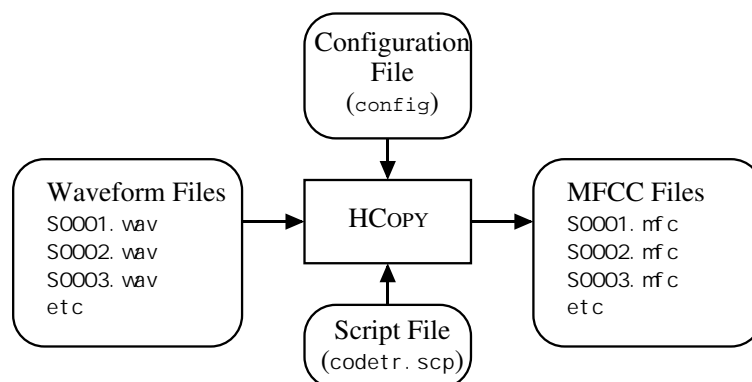 Configuration
File
(config)
Waveform Files
S0001.wav
S0002.wav
S0003.wav
etc
HCOPY
MFCC Files
S0001.mfc
S0002.mfc
S0003.mfc
etc
Script File
(codetr.scp)